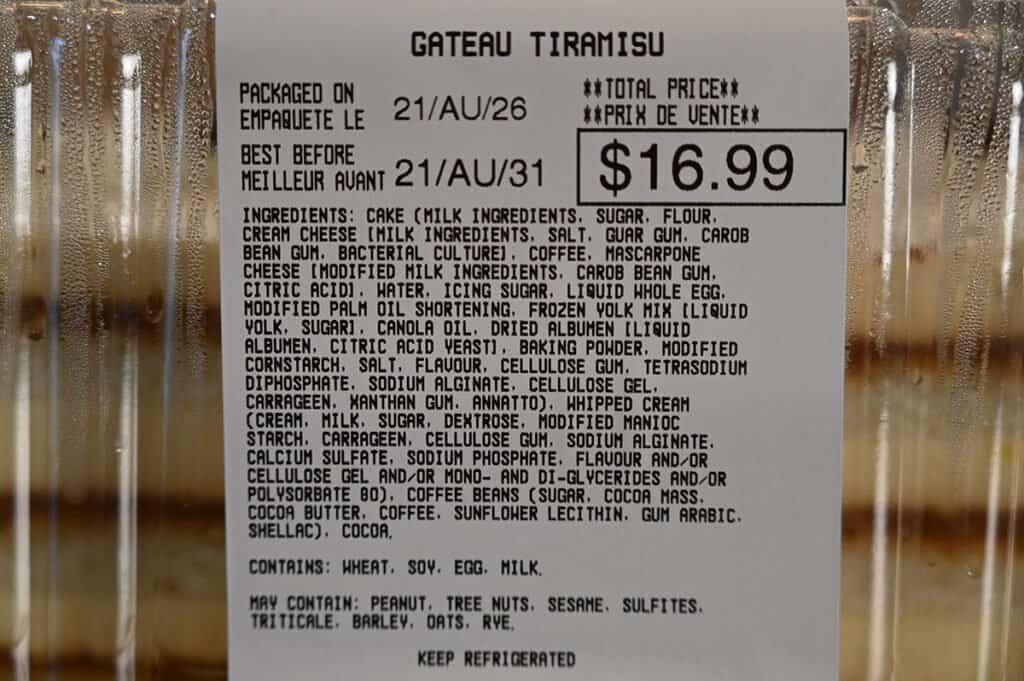 GATEAU TIRAMISU
PACKAGED ON
EMPAQUETE LE
21/AU/26
**TOTAL PRICE**
**PRIX DE VENTE**
BEST BEFORE
MEILLEUR AVANT
21/AU/31
$16.99
INGREDIENTS: CAKE (MILK INGREDIENTS, SUGAR, FLOUR,
CREAM CHEESE [MILK INGREDIENTS, SALT, GUAR GUM, CAROB
BEAN GUM, BACTERIAL CULTURE], COFFEE, MASCARPONE
CHEESE [MODIFIED MILK INGREDIENTS, CAROB BEAN GUM,
CITRIC ACID], WATER, ICING SUGAR, LIQUID WHOLE EGG,
MODIFIED PALM OIL SHORTENING, FROZEN YOLK MIX [LIQUID
YOLK, SUGAR], CANOLA OIL, DRIED ALBUMEN [LIQUID
ALBUMEN, CITRIC ACID YEAST], BAKING POWDER, MODIFIED
CORNSTARCH, SALT, FLAVOUR, CELLULOSE GUM, TETRASODIUM
DIPHOSPHATE, SODIUM ALGINATE, CELLULOSE GEL,
CARRAGEEN, XANTHAN GUM, ANNATTO), WHIPPED CREAM
(CREAM, MILK, SUGAR, DEXTROSE, MODIFIED MANIOC
STARCH, CARRAGEEN, CELLULOSE GUM, SODIUM ALGINATE,
CALCIUM SULFATE, SODIUM PHOSPHATE, FLAVOUR AND/OR
CELLULOSE GEL AND/OR MONO- AND DI-GLYCERIDES AND/OR
POLYSORBATE 80), COFFEE BEANS (SUGAR, COCOA MASS,
COCOA BUTTER, COFFEE, SUNFLOWER LECITHIN, GUM ARABIC,
SHELLAC), COCOA.
CONTAINS: WHEAT, SOY, EGG, MILK.
MAY CONTAIN: PEANUT, TREE NUTS, SESAME, SULFITES,
TRITICALE, BARLEY, OATS, RYE.
KEEP REFRIGERATED